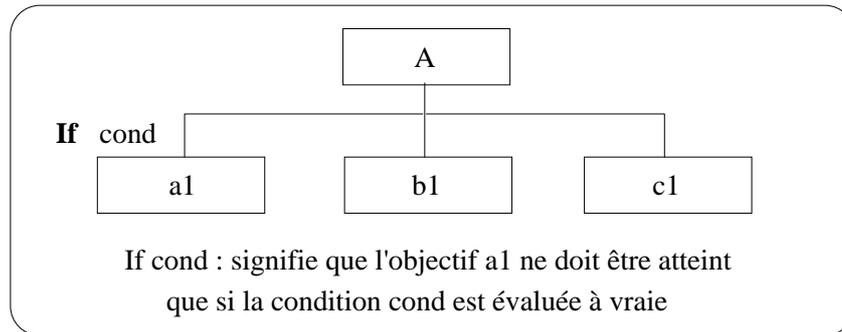 A
If cond
a1 b1 c1
If cond : signifie que l'objectif a1 ne doit être atteint
que si la condition cond est évaluée à vraie